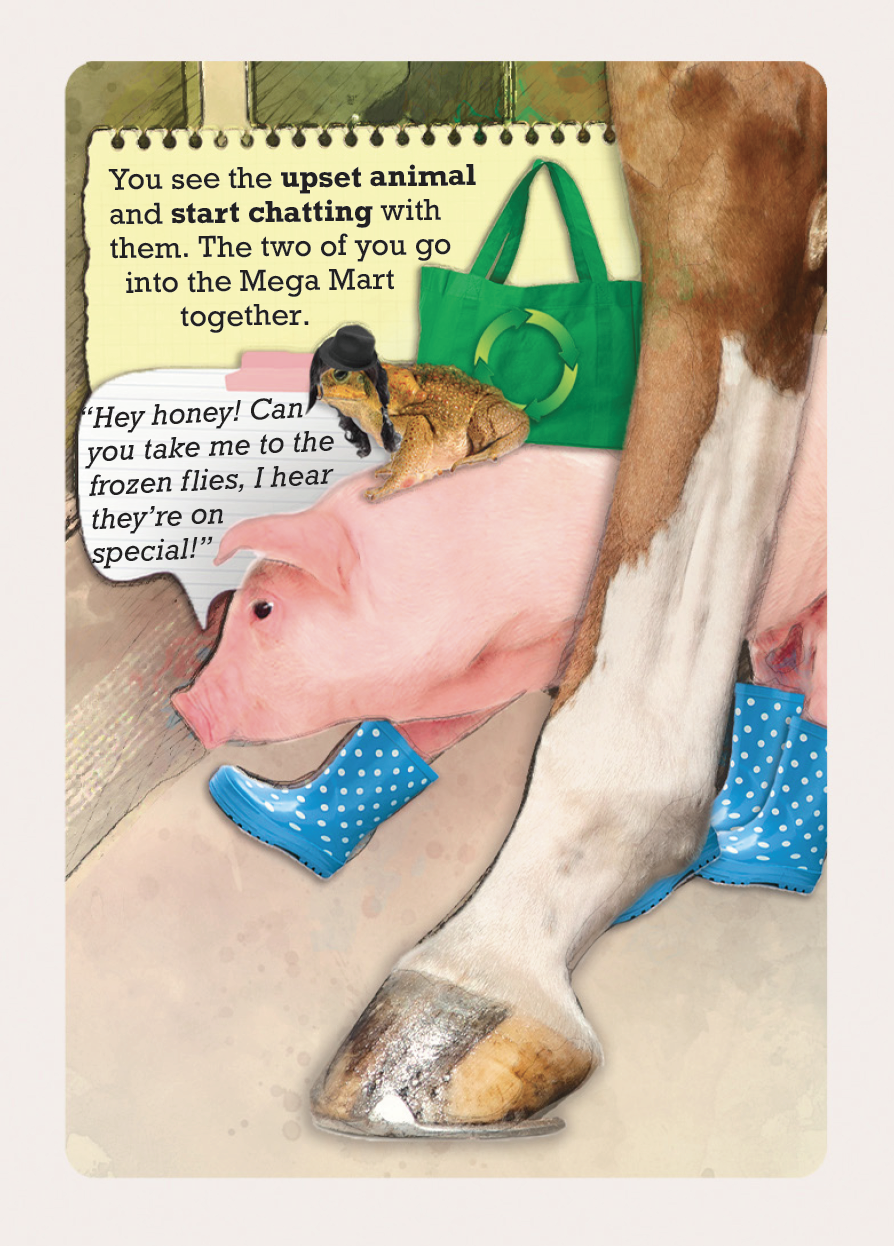 You see the upset animal
and start chatting with
them. The two of you go
into the Mega Mart
together.
“Hey honey! Can
you take me to the
frozen flies, I hear
they’re on
special!”